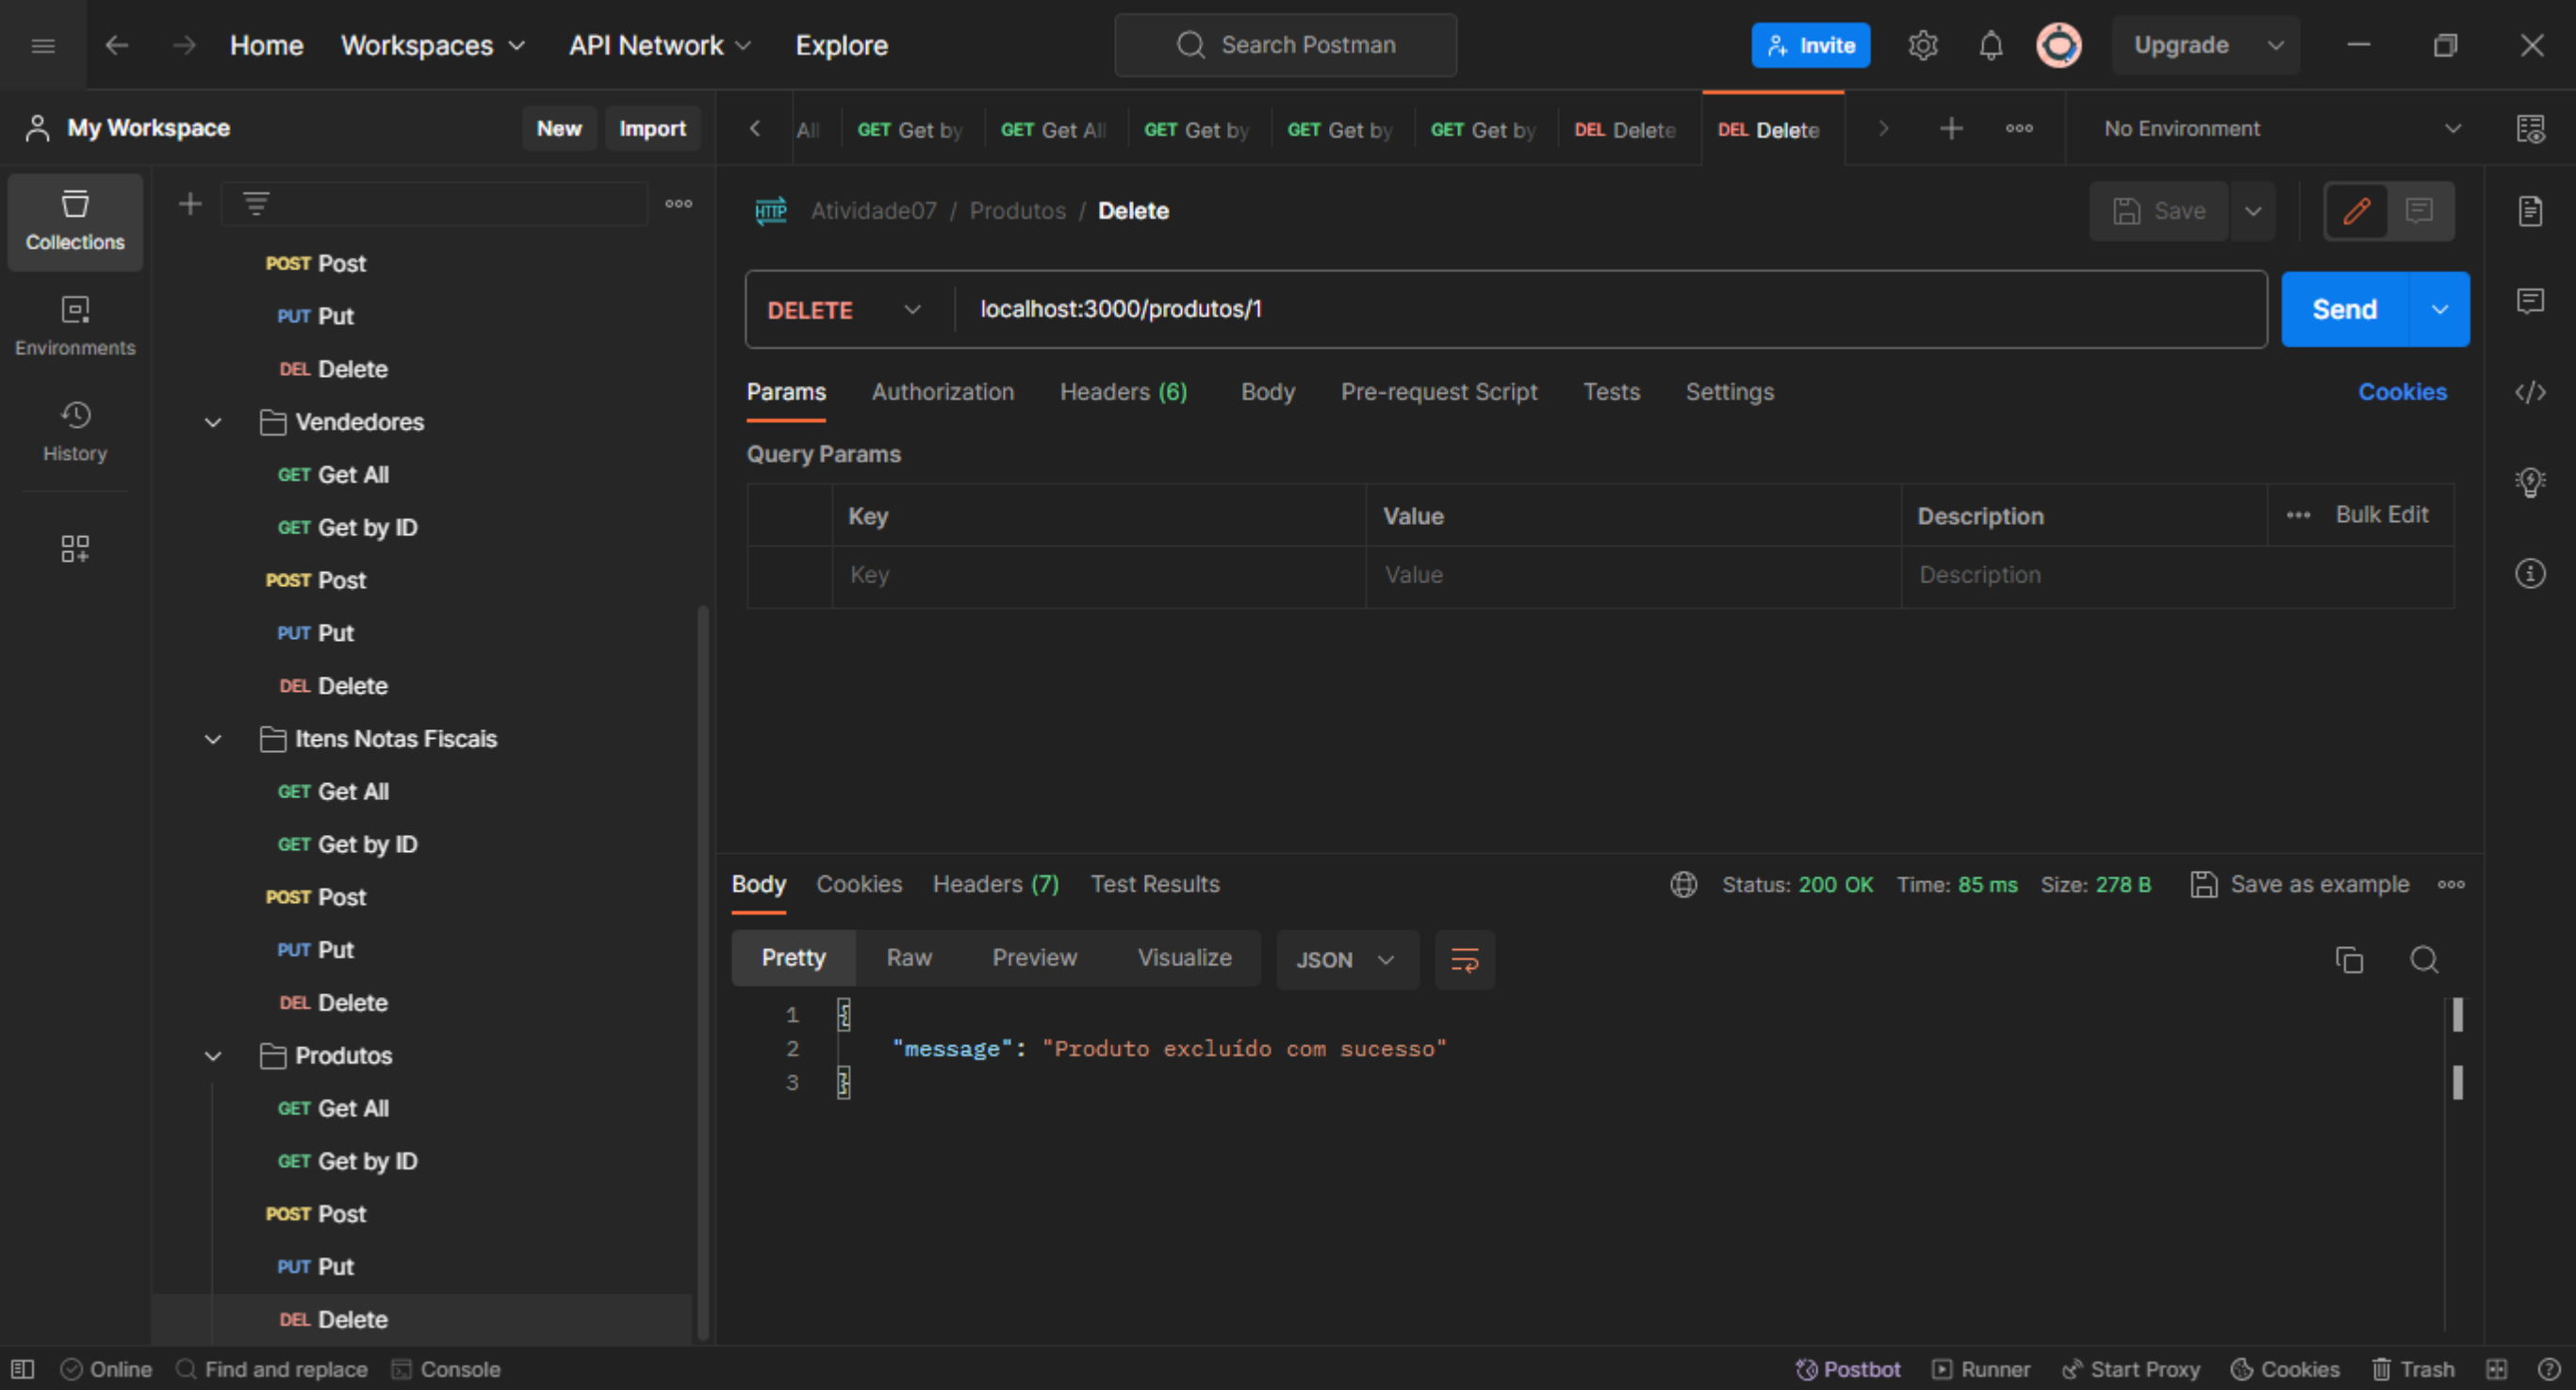 Home Workspaces API Network Explore Search Postman Invite Upgrade
My Workspace New Import
All GET Get by GET Get All GET Get by GET Get by GET Get by DEL Delete DEL Delete No Environment
Collections
Environments
History
POST Post
PUT Put
DEL Delete
Vendedores
GET Get All
GET Get by ID
POST Post
PUT Put
DEL Delete
Itens Notas Fiscais
GET Get All
GET Get by ID
POST Post
PUT Put
DEL Delete
Produtos
GET Get All
GET Get by ID
POST Post
PUT Put
DEL Delete
HTTP Atividade07 / Produtos / Delete Save
DELETE localhost:3000/produtos/1 Send
Params Authorization Headers (6) Body Pre-request Script Tests Settings Cookies
Query Params
Key Value Description Bulk Edit
Key Value Description
Body Cookies Headers (7) Test Results Status: 200 OK Time: 85 ms Size: 278 B Save as example
Pretty Raw Preview Visualize JSON
1 {
2 "message": "Produto excluído com sucesso"
3 }
Online Find and replace Console Postbot Runner Start Proxy Cookies Trash